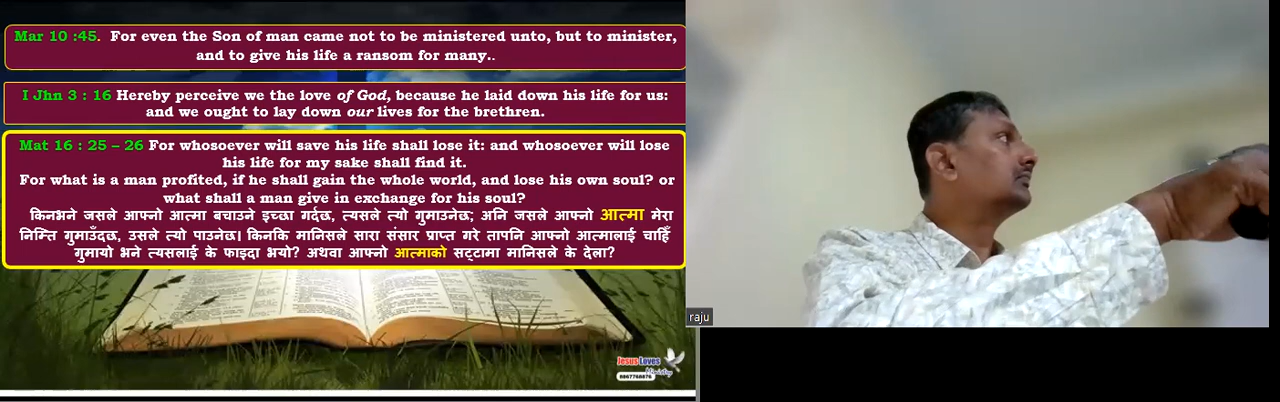 Mar 10 :45.  For even the Son of man came not to be ministered unto, but to minister,
and to give his life a ransom for many..
I Jhn 3 : 16 Hereby perceive we the love of God, because he laid down his life for us:
and we ought to lay down our lives for the brethren.
Mat 16 : 25 – 26 For whosoever will save his life shall lose it: and whosoever will lose
his life for my sake shall find it.
For what is a man profited, if he shall gain the whole world, and lose his own soul? or
what shall a man give in exchange for his soul?
किनभने जसले आफ्नो आत्मा बचाउने इच्छा गर्दछ, त्यसले त्यो गुमाउनेछ; अनि जसले आफ्नो आत्मा मेरा
निम्ति गुमाउँदछ, उसले त्यो पाउनेछ। किनकि मानिसले सारा संसार प्राप्त गरे तापनि आफ्नो आत्मालाई चाहिँ
गुमायो भने त्यसलाई के फाइदा भयो? अथवा आफ्नो आत्माको सट्टामा मानिसले के देला?
raju
Jesus Loves
Ministry